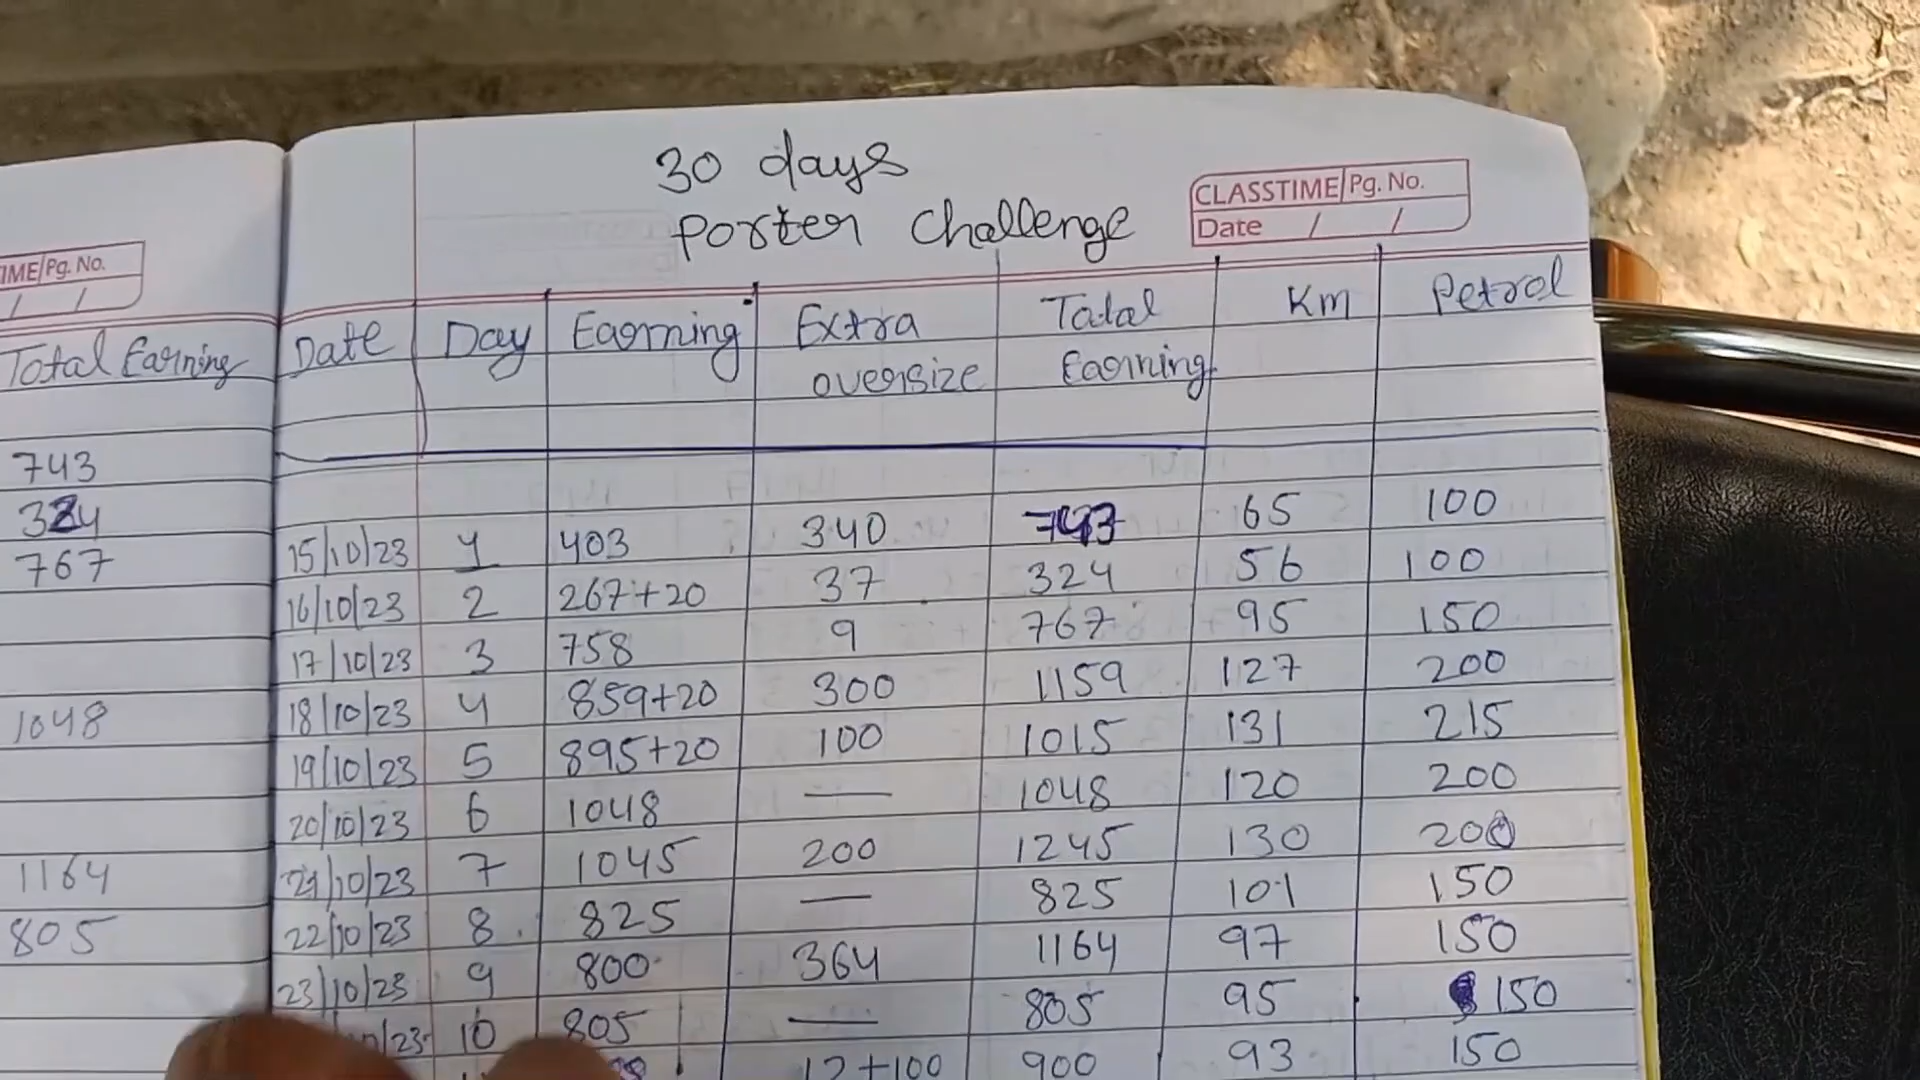 30 days
Porter Challenge
CLASSTIME Pg. No.
Date / /
IME Pg. No.
/ /
Total Earning
743
324
767
1048
1164
805
Date Day Earning Extra oversize Total Earning Km Petrol
15/10/23 1 403 340 743 65 100
16/10/23 2 267+20 37 324 56 100
17/10/23 3 758 9 767 95 150
18/10/23 4 859+20 300 1159 127 200
19/10/23 5 895+20 100 1015 131 215
20/10/23 6 1048 — 1048 120 200
21/10/23 7 1045 200 1245 130 200
22/10/23 8 825 — 825 101 150
23/10/23 9 800 364 1164 97 150
/23 10 805 — 805 95 150
12+100 900 93 150